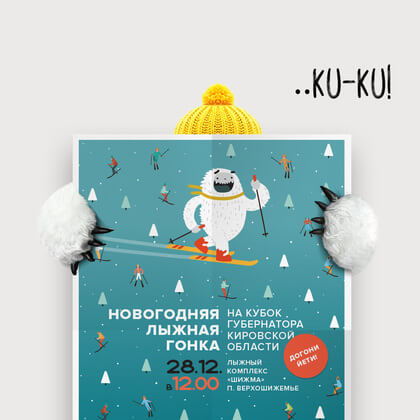 ..KU-KU!
НОВОГОДНЯЯ
ЛЫЖНАЯ
ГОНКА
НА КУБОК
ГУБЕРНАТОРА
КИРОВСКОЙ
ОБЛАСТИ
28.12.
в 12.00
ЛЫЖНЫЙ
КОМПЛЕКС
«ШИЖМА»
П. ВЕРХОШИЖЕМЬЕ
ДОГОНИ
ЙЕТИ!